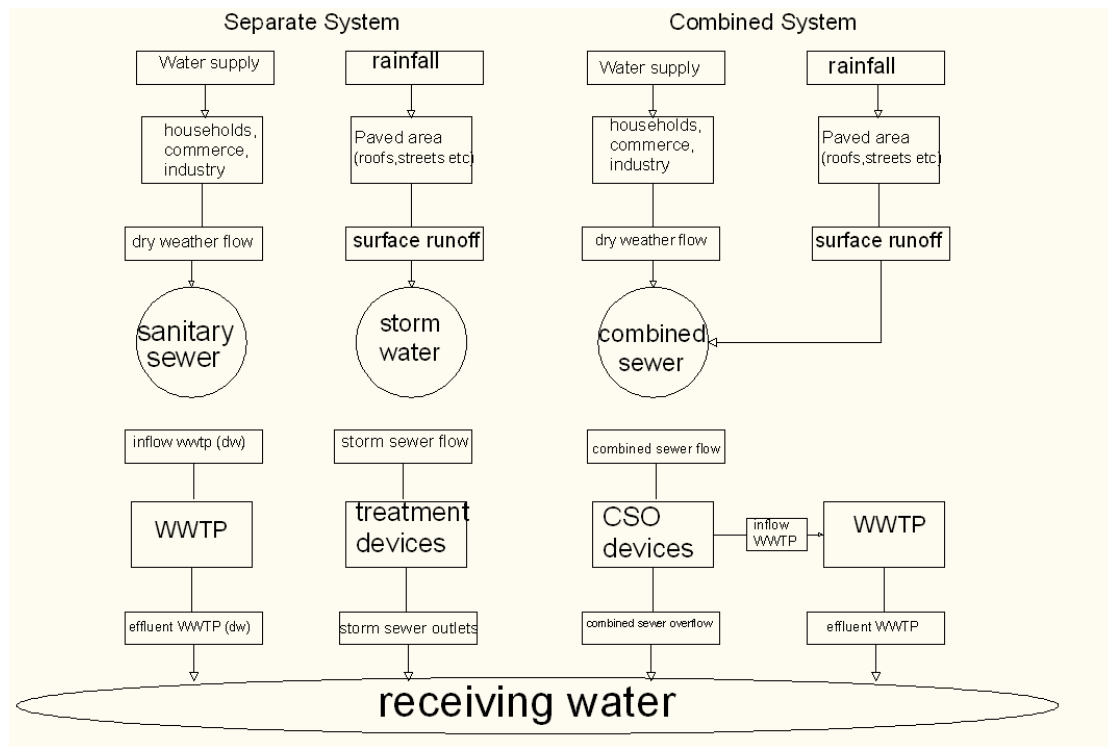 Separate System
Combined System
Water supply
rainfall
Water supply
rainfall
households,
commerce,
industry
Paved area
(roofs,streets etc)
households,
commerce,
industry
Paved area
(roofs,streets etc)
dry weather flow
surface runoff
dry weather flow
surface runoff
sanitary
sewer
storm
water
combined
sewer
inflow wwtp (dw)
storm sewer flow
combined sewer flow
WWTP
treatment
devices
CSO
devices
inflow
WWTP
WWTP
effluent WWTP (dw)
storm sewer outlets
combined sewer overflow
effluent WWTP
receiving water